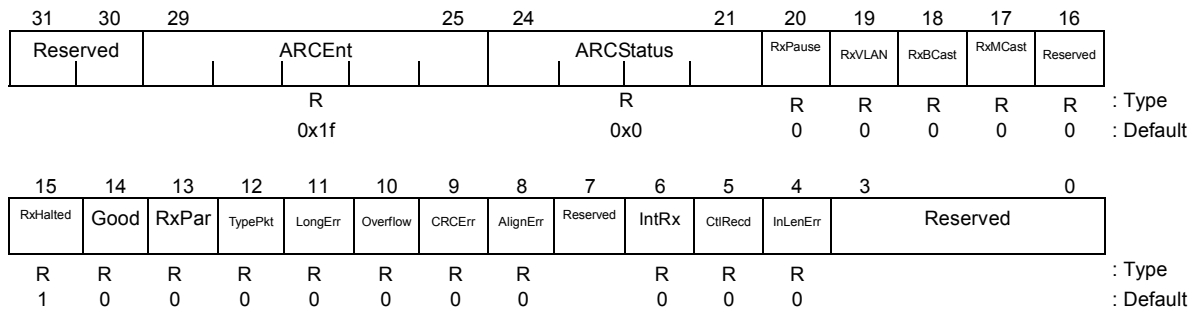 31 30 29 25 24 21 20 19 18 17 16
Reserved ARCEnt ARCStatus RxPause RxVLAN RxBCast RxMCast Reserved
R R R R R R R : Type
0x1f 0x0 0 0 0 0 0 : Default
15 14 13 12 11 10 9 8 7 6 5 4 3 0
RxHalted Good RxPar TypePkt LongErr Overflow CRCErr AlignErr Reserved IntRx CtlRecd InLenErr Reserved
R R R R R R R R R R R : Type
1 0 0 0 0 0 0 0 0 0 0 : Default